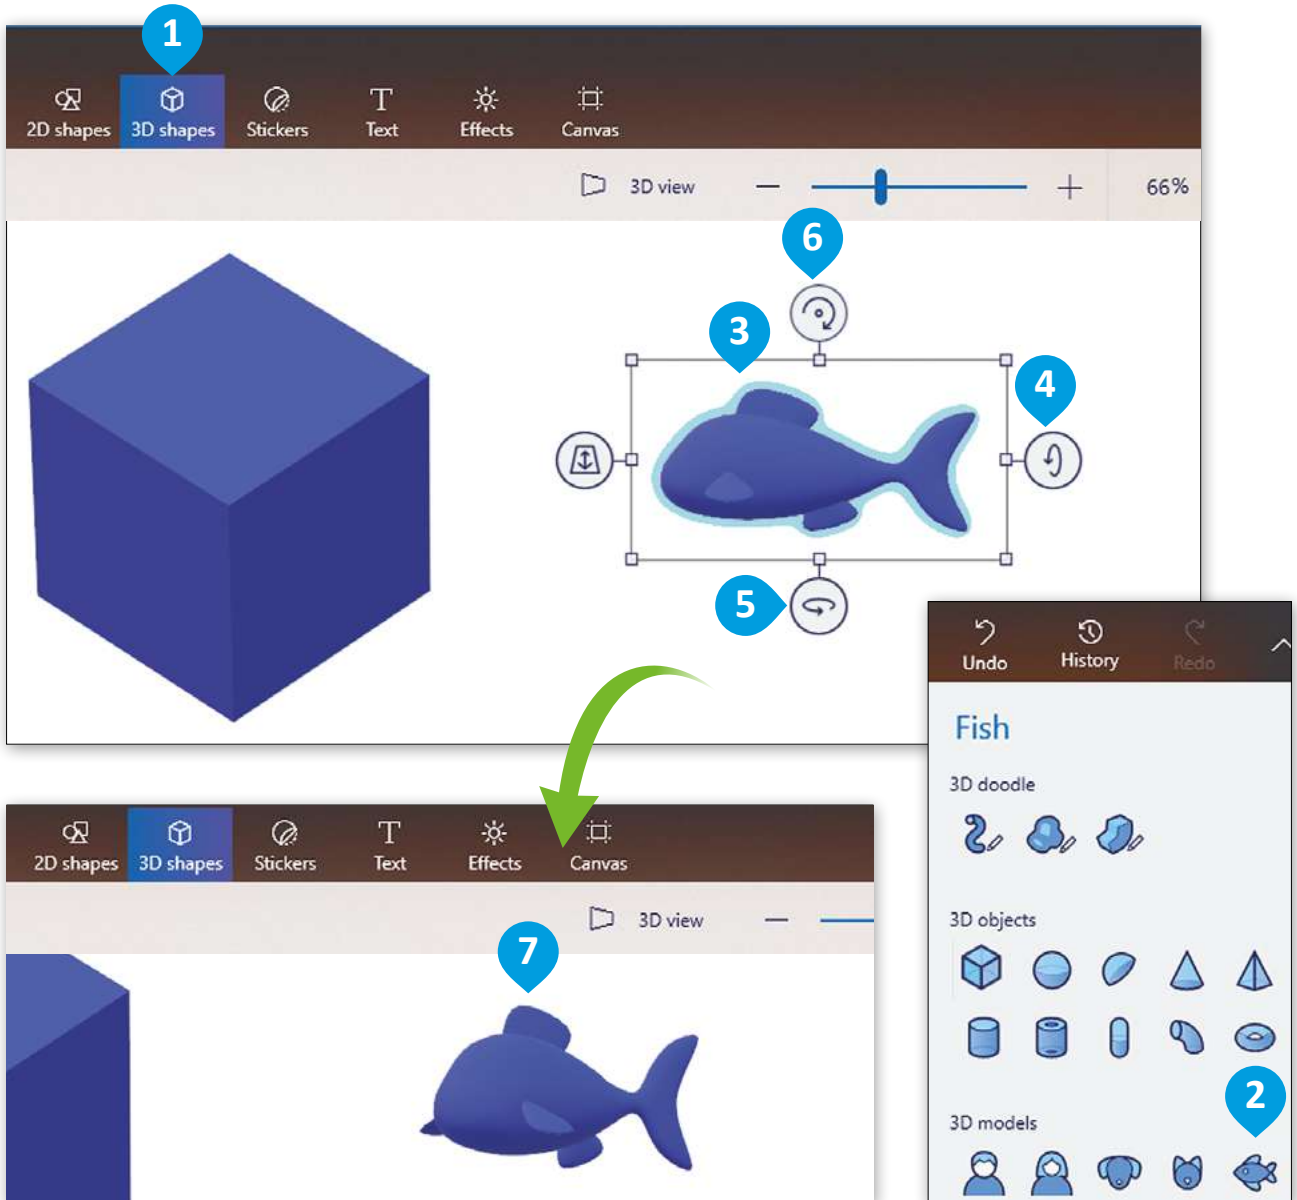 1
2D shapes 3D shapes Stickers Text Effects Canvas
3D view 66%
6
3
4
5
Undo History Redo
Fish
3D doodle
3D objects
2
3D models
2D shapes 3D shapes Stickers Text Effects Canvas
3D view
7